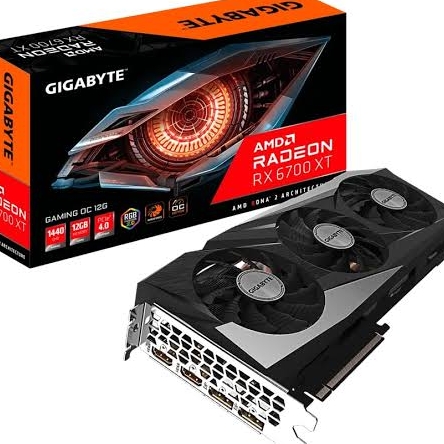 GIGABYTE
GIGABYTE
AMD
RADEON
RX 6700 XT
AMD RDNA 2 ARCHITECTURE
GAMING OC 12G
1440
12GB
PCIe
4.0
RGB
OC
GIGABYTE
GIGABYTE
GIGABYTE
AMD
RADEON
6700 XT